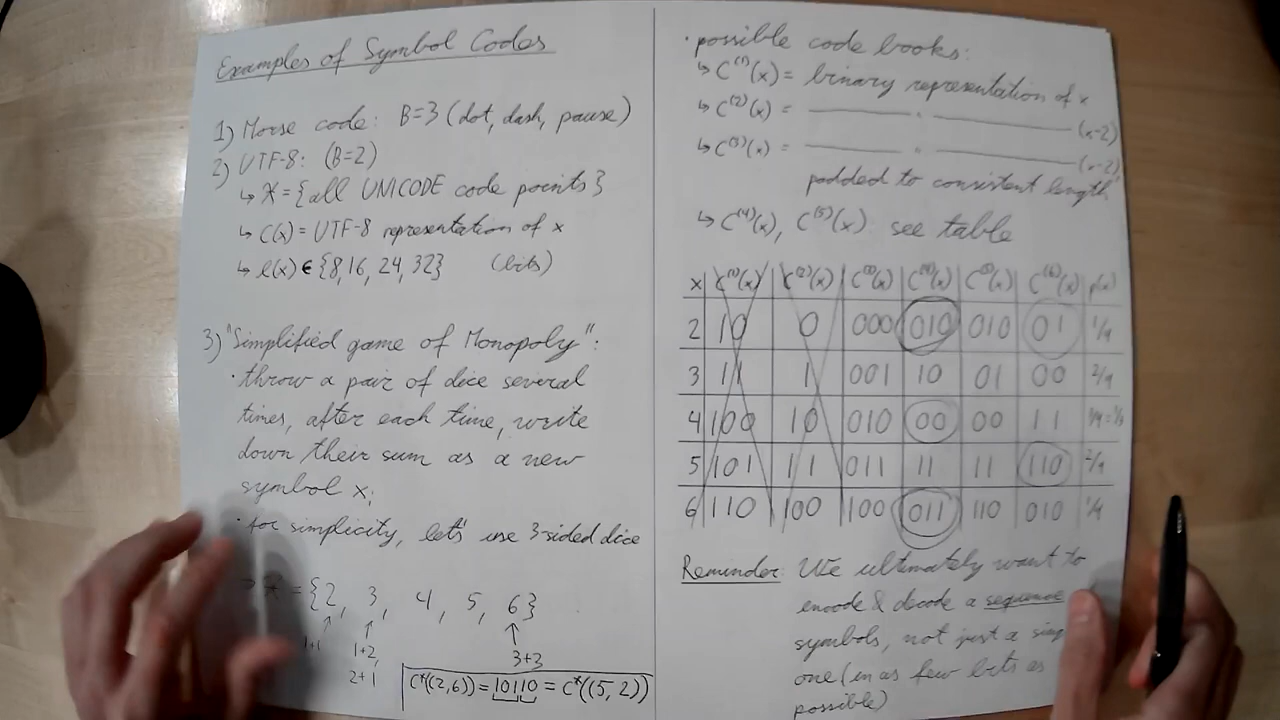 Examples of Symbol Codes
1) Morse code: B=3 (dot, dash, pause)
2) UTF-8: (B=2)
↳ X = {all UNICODE code points}
↳ C(x) = UTF-8 representation of x
↳ ℓ(x) ∈ {8,16, 24, 32} (bits)
3) "Simplified game of Monopoly":
· throw a pair of dice several
times, after each time, write
down their sum as a new
symbol xᵢ
· for simplicity, let's use 3-sided dice
= {2, 3, 4, 5, 6}
1+1 1+2, 3+3
2+1
C*((2,6)) = 10110 = C*((5,2))
· possible code books:
↳ C⁽¹⁾(x) = binary representation of x
↳ C⁽²⁾(x) = — " — (x-2)
↳ C⁽³⁾(x) = — " — (x-2)
padded to consistent length
↳ C⁽⁴⁾(x), C⁽⁵⁾(x) see table
x C⁽¹⁾(x) C⁽²⁾(x) C⁽³⁾(x) C⁽⁴⁾(x) C⁽⁵⁾(x) C⁽⁶⁾(x) p(x)
2 10 0 000 010 010 01 1/9
3 11 1 001 10 01 00 2/9
4 100 10 010 00 00 11 3/9=1/3
5 101 11 011 11 11 110 2/9
6 110 100 100 011 110 010 1/9
Reminder: We ultimately want to
encode & decode a sequence
symbols, not just a
one (in as few bits as
possible)